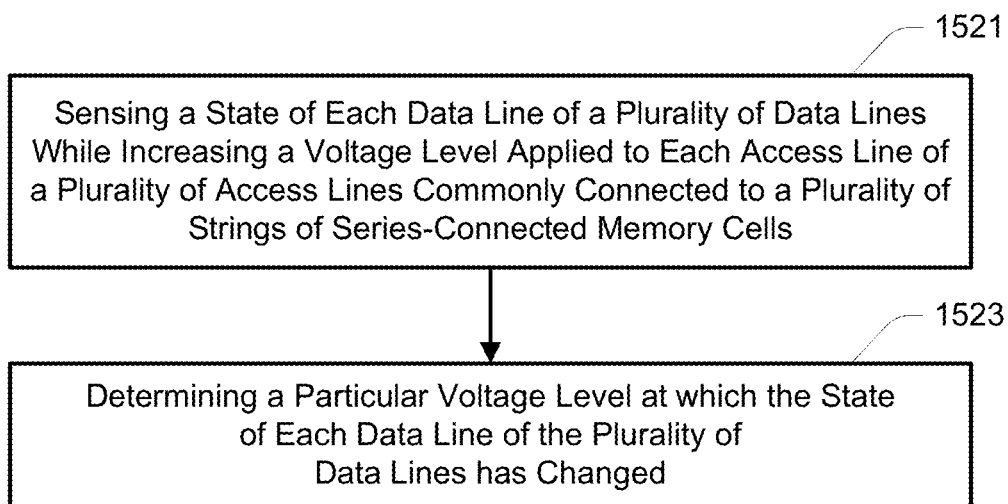 1521
Sensing a State of Each Data Line of a Plurality of Data Lines
While Increasing a Voltage Level Applied to Each Access Line of
a Plurality of Access Lines Commonly Connected to a Plurality of
Strings of Series-Connected Memory Cells
1523
Determining a Particular Voltage Level at which the State
of Each Data Line of the Plurality of
Data Lines has Changed